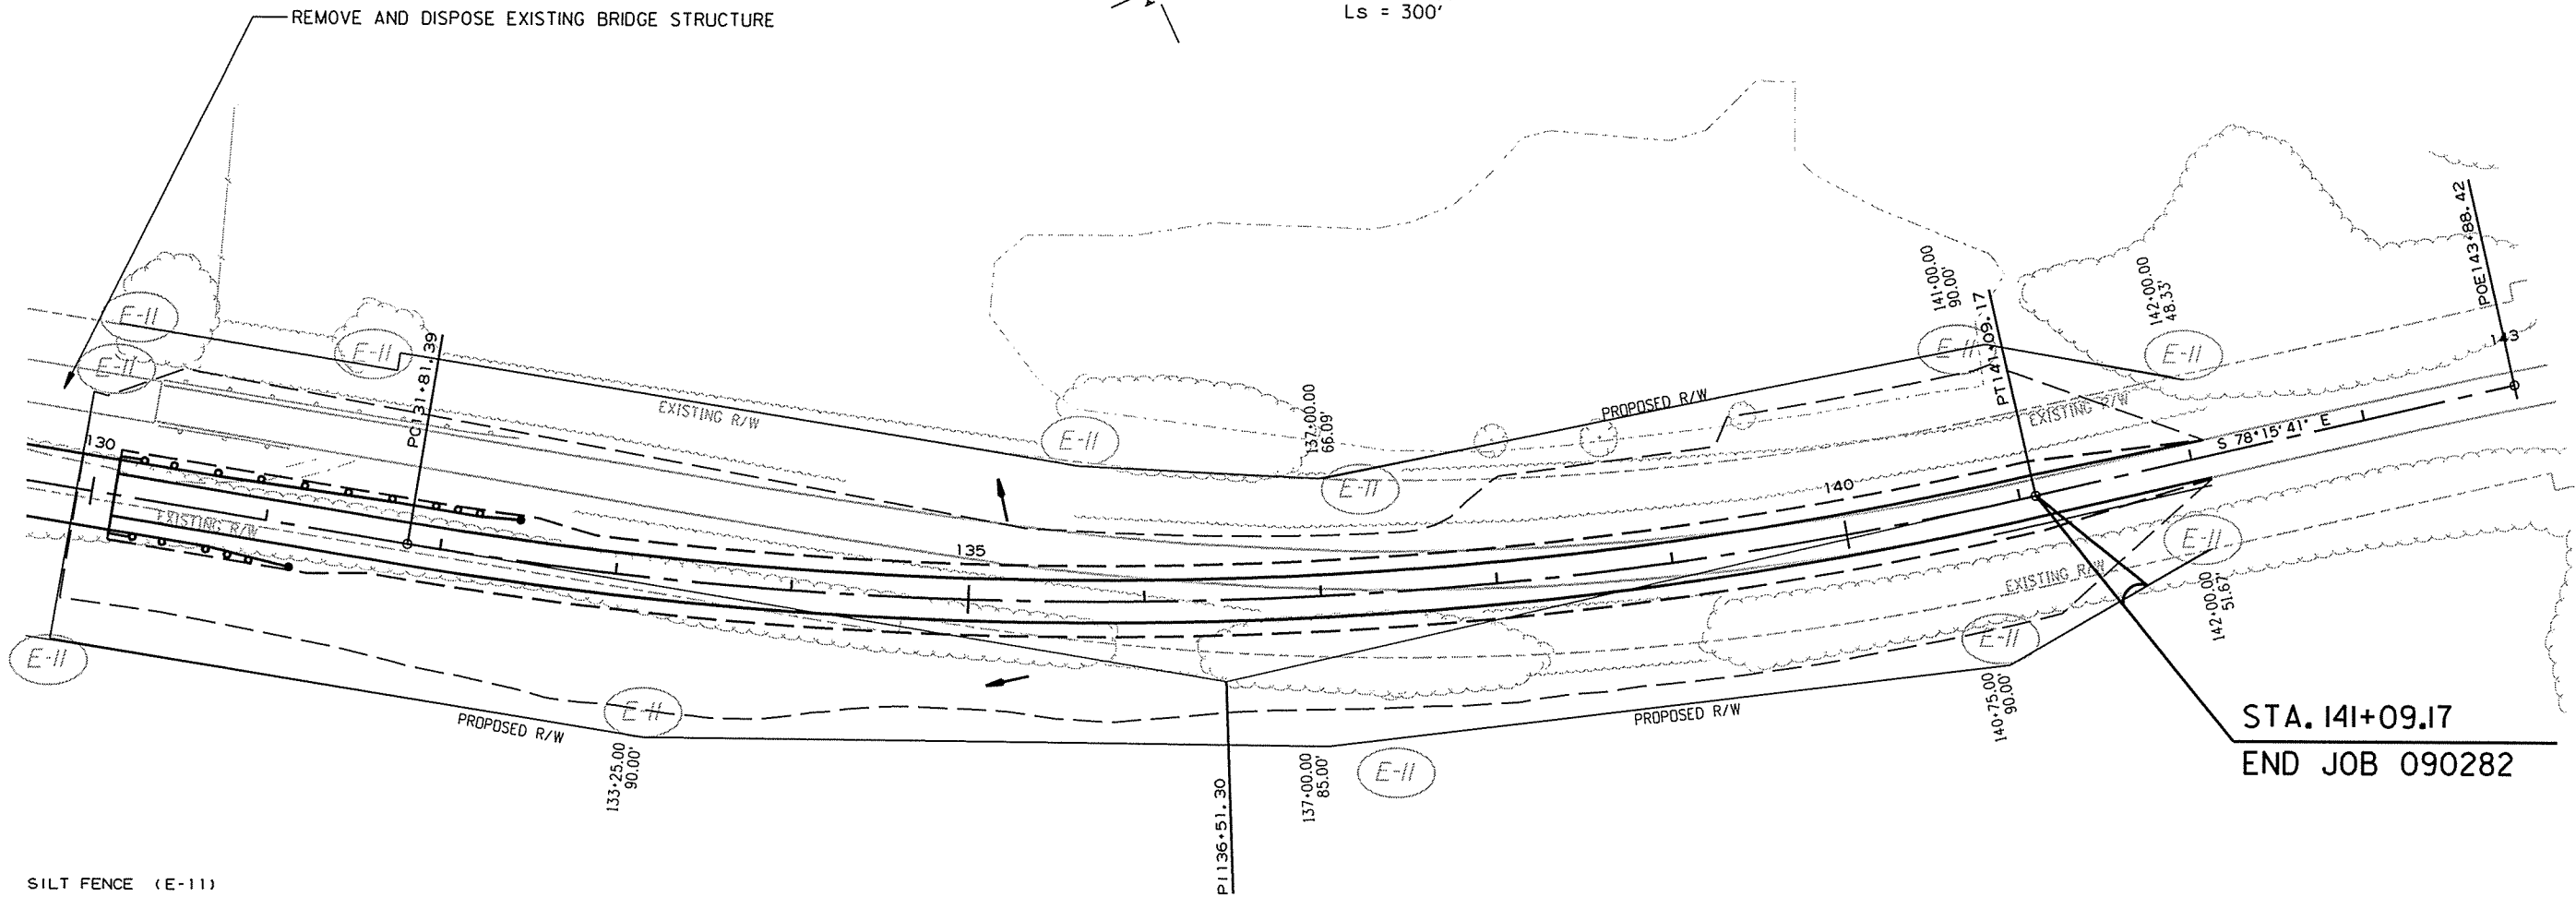 REMOVE AND DISPOSE EXISTING BRIDGE STRUCTURE
Ls = 300'
E-11
E-11
E-11
PC131+81.39
EXISTING R/W
E-11
137+00.00
66.09'
E-11
PROPOSED R/W
141+00.00
90.00'
E-11
PT141+09.17
142+00.00
48.33'
E-11
EXISTING R/W
S 78°15'41" E
POE143+88.42
143
130
EXISTING R/W
135
140
E-11
PROPOSED R/W
E-11
133+25.00
90.00'
PI136+51.30
137+00.00
85.00'
E-11
PROPOSED R/W
140+75.00
90.00'
E-11
EXISTING R/W
E-11
142+00.00
51.67'
STA. 141+09.17
END JOB 090282
SILT FENCE (E-11)